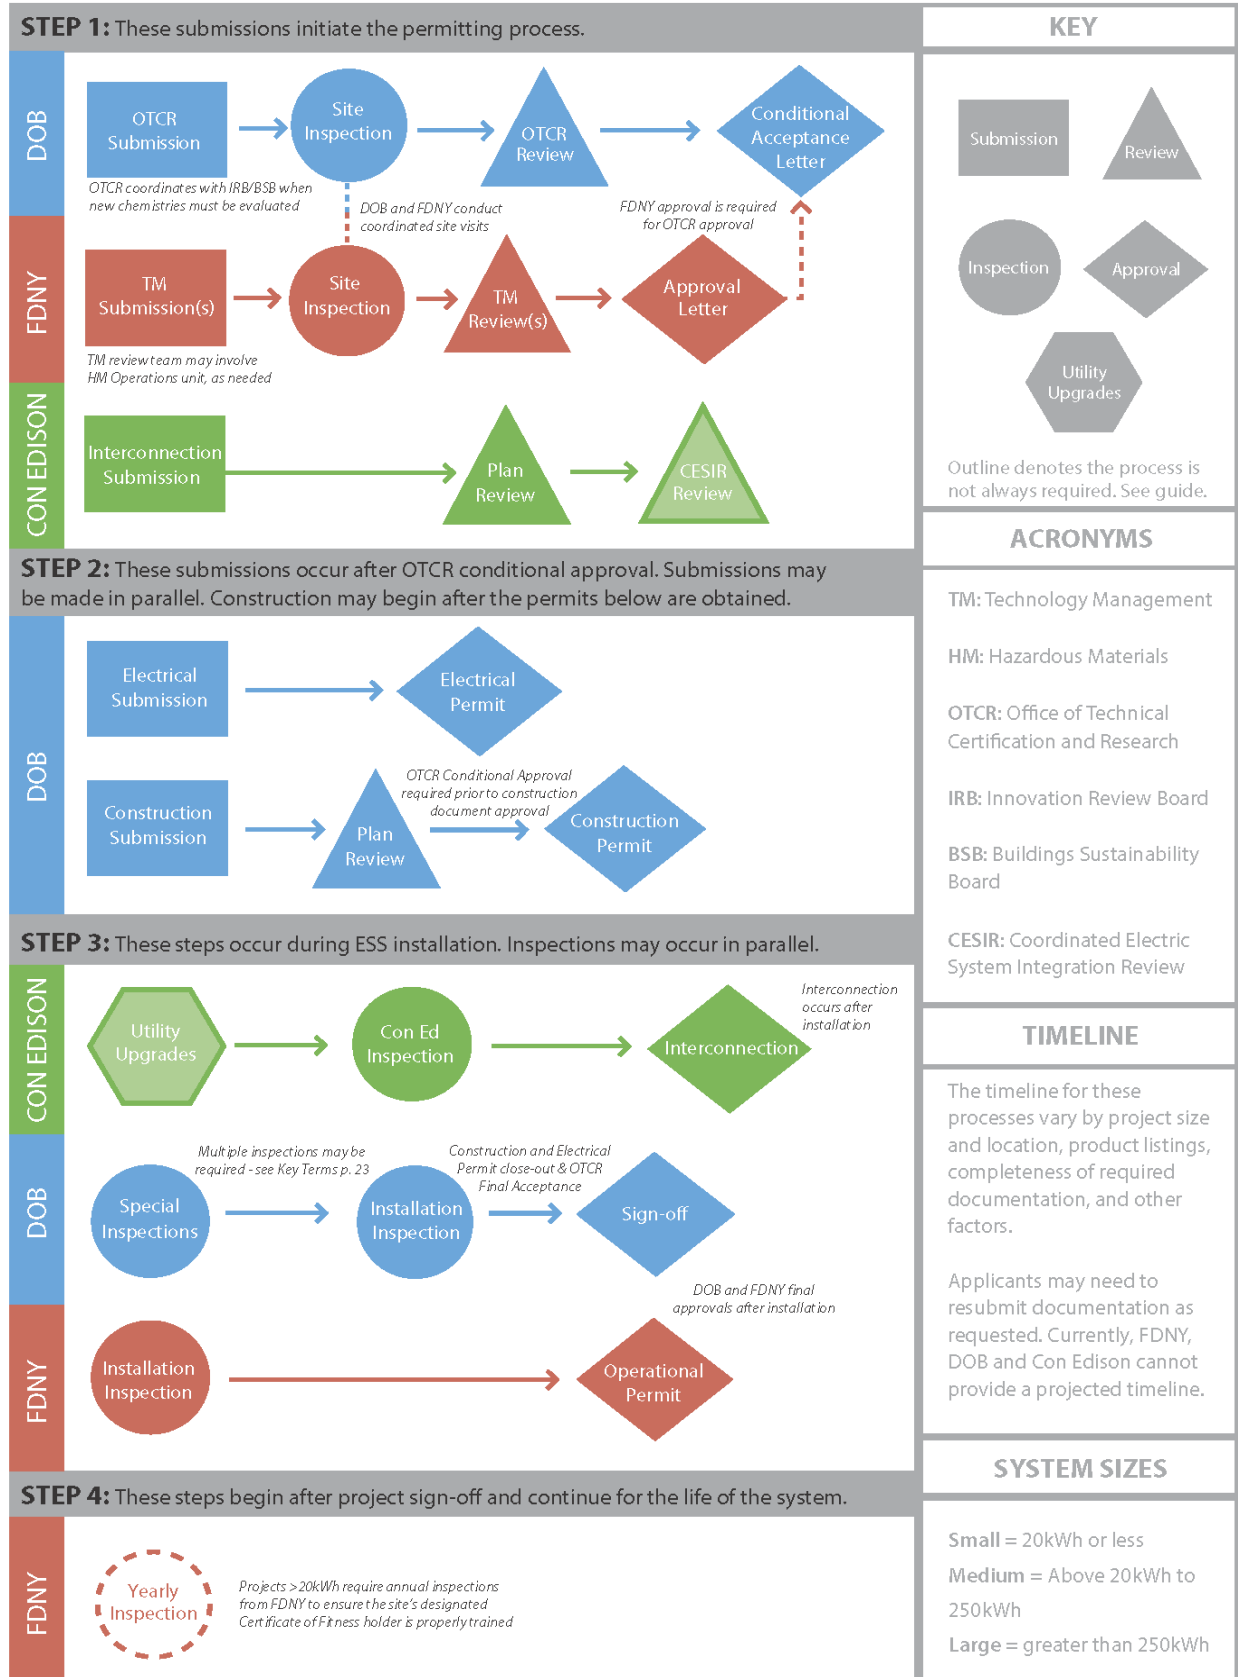 STEP 1: These submissions initiate the permitting process.
DOB
OTCR
Submission
Site
Inspection
OTCR
Review
Conditional
Acceptance
Letter
OTCR coordinates with IRB/BSB when
new chemistries must be evaluated
DOB and FDNY conduct
coordinated site visits
FDNY approval is required
for OTCR approval
FDNY
TM
Submission(s)
Site
Inspection
TM
Review(s)
Approval
Letter
TM review team may involve
HM Operations unit, as needed
CON EDISON
Interconnection
Submission
Plan
Review
CESIR
Review
STEP 2: These submissions occur after OTCR conditional approval. Submissions may
be made in parallel. Construction may begin after the permits below are obtained.
DOB
Electrical
Submission
Electrical
Permit
Construction
Submission
Plan
Review
OTCR Conditional Approval
required prior to construction
document approval
Construction
Permit
STEP 3: These steps occur during ESS installation. Inspections may occur in parallel.
CON EDISON
Utility
Upgrades
Con Ed
Inspection
Interconnection
Interconnection
occurs after
installation
DOB
Special
Inspections
Multiple inspections may be
required - see Key Terms p. 23
Installation
Inspection
Construction and Electrical
Permit close-out & OTCR
Final Acceptance
Sign-off
DOB and FDNY final
approvals after installation
FDNY
Installation
Inspection
Operational
Permit
STEP 4: These steps begin after project sign-off and continue for the life of the system.
FDNY
Yearly
Inspection
Projects >20kWh require annual inspections
from FDNY to ensure the site's designated
Certificate of Fitness holder is properly trained
KEY
Submission
Review
Inspection
Approval
Utility
Upgrades
Outline denotes the process is
not always required. See guide.
ACRONYMS
TM: Technology Management
HM: Hazardous Materials
OTCR: Office of Technical
Certification and Research
IRB: Innovation Review Board
BSB: Buildings Sustainability
Board
CESIR: Coordinated Electric
System Integration Review
TIMELINE
The timeline for these
processes vary by project size
and location, product listings,
completeness of required
documentation, and other
factors.
Applicants may need to
resubmit documentation as
requested. Currently, FDNY,
DOB and Con Edison cannot
provide a projected timeline.
SYSTEM SIZES
Small = 20kWh or less
Medium = Above 20kWh to
250kWh
Large = greater than 250kWh